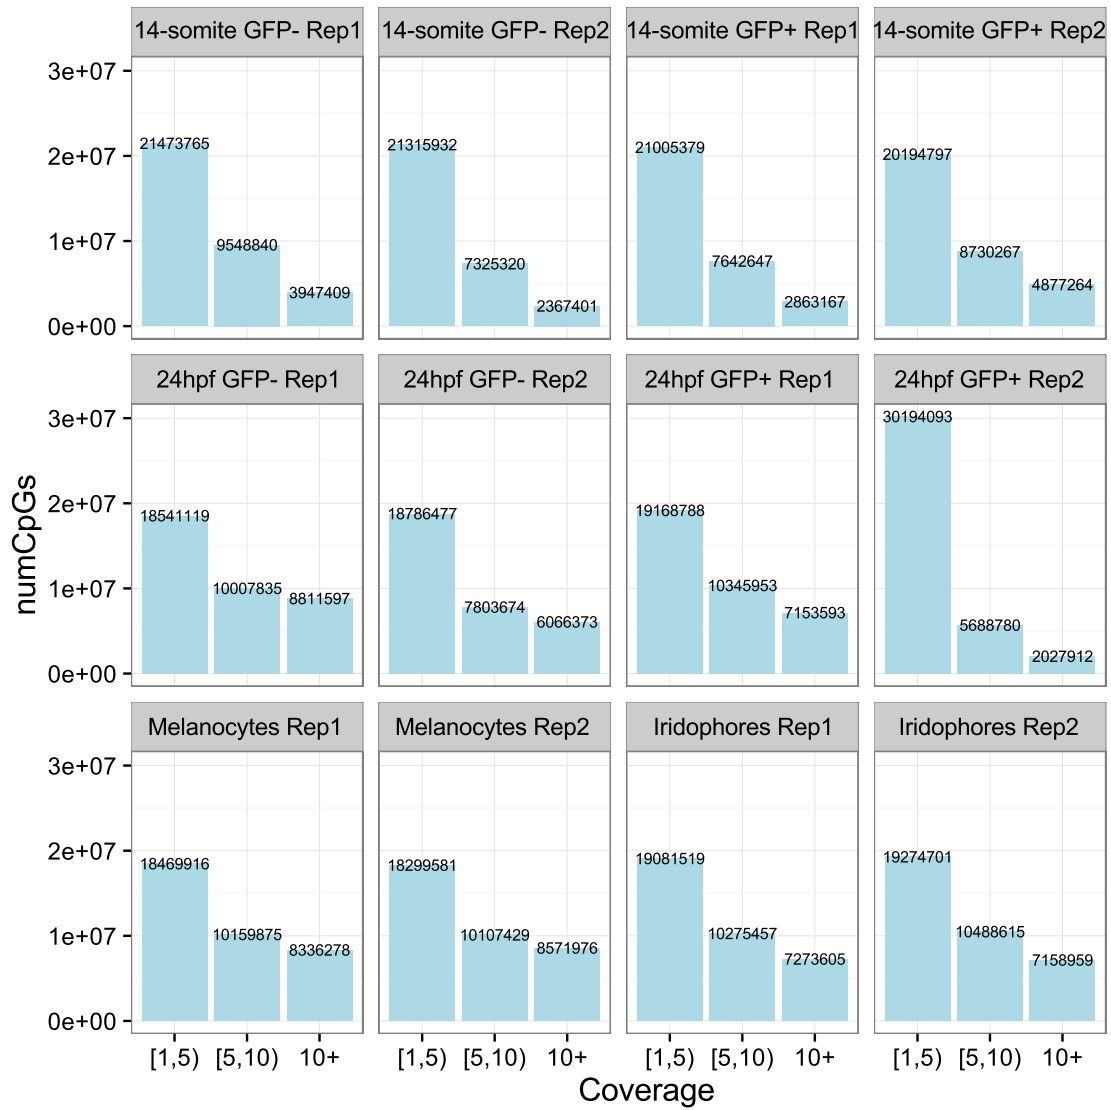 14-somite GFP- Rep1 14-somite GFP- Rep2 14-somite GFP+ Rep1 14-somite GFP+ Rep2
3e+07
2e+07
1e+07
0e+00
21473765 9548840 3947409
21315932 7325320 2367401
21005379 7642647 2863167
20194797 8730267 4877264
24hpf GFP- Rep1 24hpf GFP- Rep2 24hpf GFP+ Rep1 24hpf GFP+ Rep2
numCpGs
3e+07
2e+07
1e+07
0e+00
18541119 10007835 8811597
18786477 7803674 6066373
19168788 10345953 7153593
30194093 5688780 2027912
Melanocytes Rep1 Melanocytes Rep2 Iridophores Rep1 Iridophores Rep2
3e+07
2e+07
1e+07
0e+00
18469916 10159875 8336278
18299581 10107429 8571976
19081519 10275457 7273605
19274701 10488615 7158959
[1,5) [5,10) 10+ [1,5) [5,10) 10+ [1,5) [5,10) 10+ [1,5) [5,10) 10+
Coverage